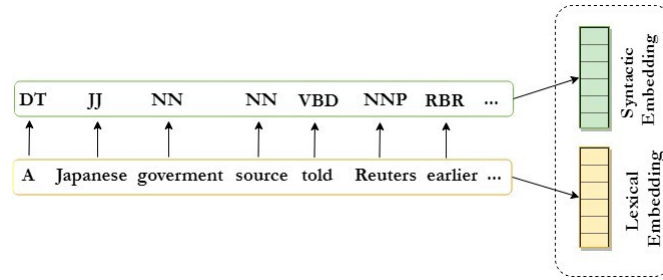 DT JJ NN NN VBD NNP RBR ...
A Japanese goverment source told Reuters earlier ...
Syntactic
Embedding
Lexical
Embedding